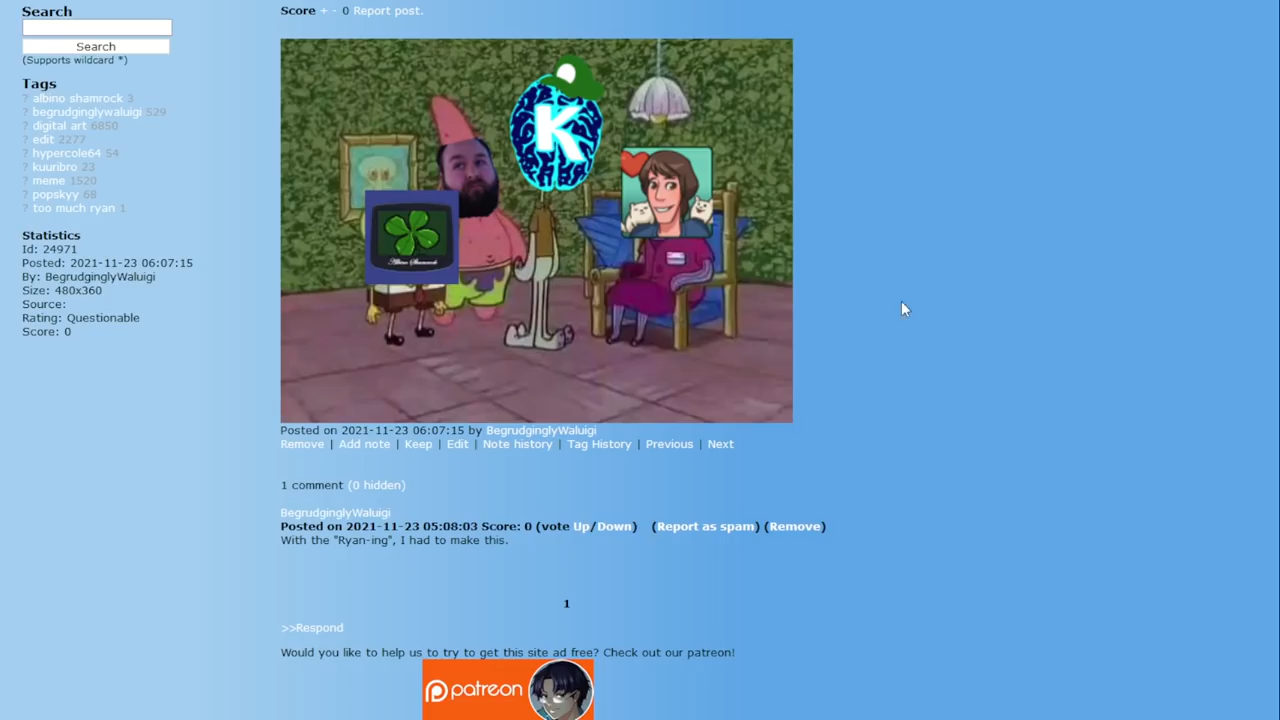 Search
Search
(Supports wildcard *)
Tags
? albino shamrock 3
? begrudginglywaluigi 529
? digital art 6850
? edit 2277
? hypercole64 54
? kuuribro 23
? meme 1520
? popskyy 68
? too much ryan 1
Statistics
Id: 24971
Posted: 2021-11-23 06:07:15
By: BegrudginglyWaluigi
Size: 480x360
Source:
Rating: Questionable
Score: 0
Score + - 0 Report post.
K
Albino Shamrock
Posted on 2021-11-23 06:07:15 by BegrudginglyWaluigi
Remove | Add note | Keep | Edit | Note history | Tag History | Previous | Next
1 comment (0 hidden)
BegrudginglyWaluigi
Posted on 2021-11-23 05:08:03 Score: 0 (vote Up/Down) (Report as spam) (Remove)
With the "Ryan-ing", I had to make this.
1
>>Respond
Would you like to help us to try to get this site ad free? Check out our patreon!
patreon